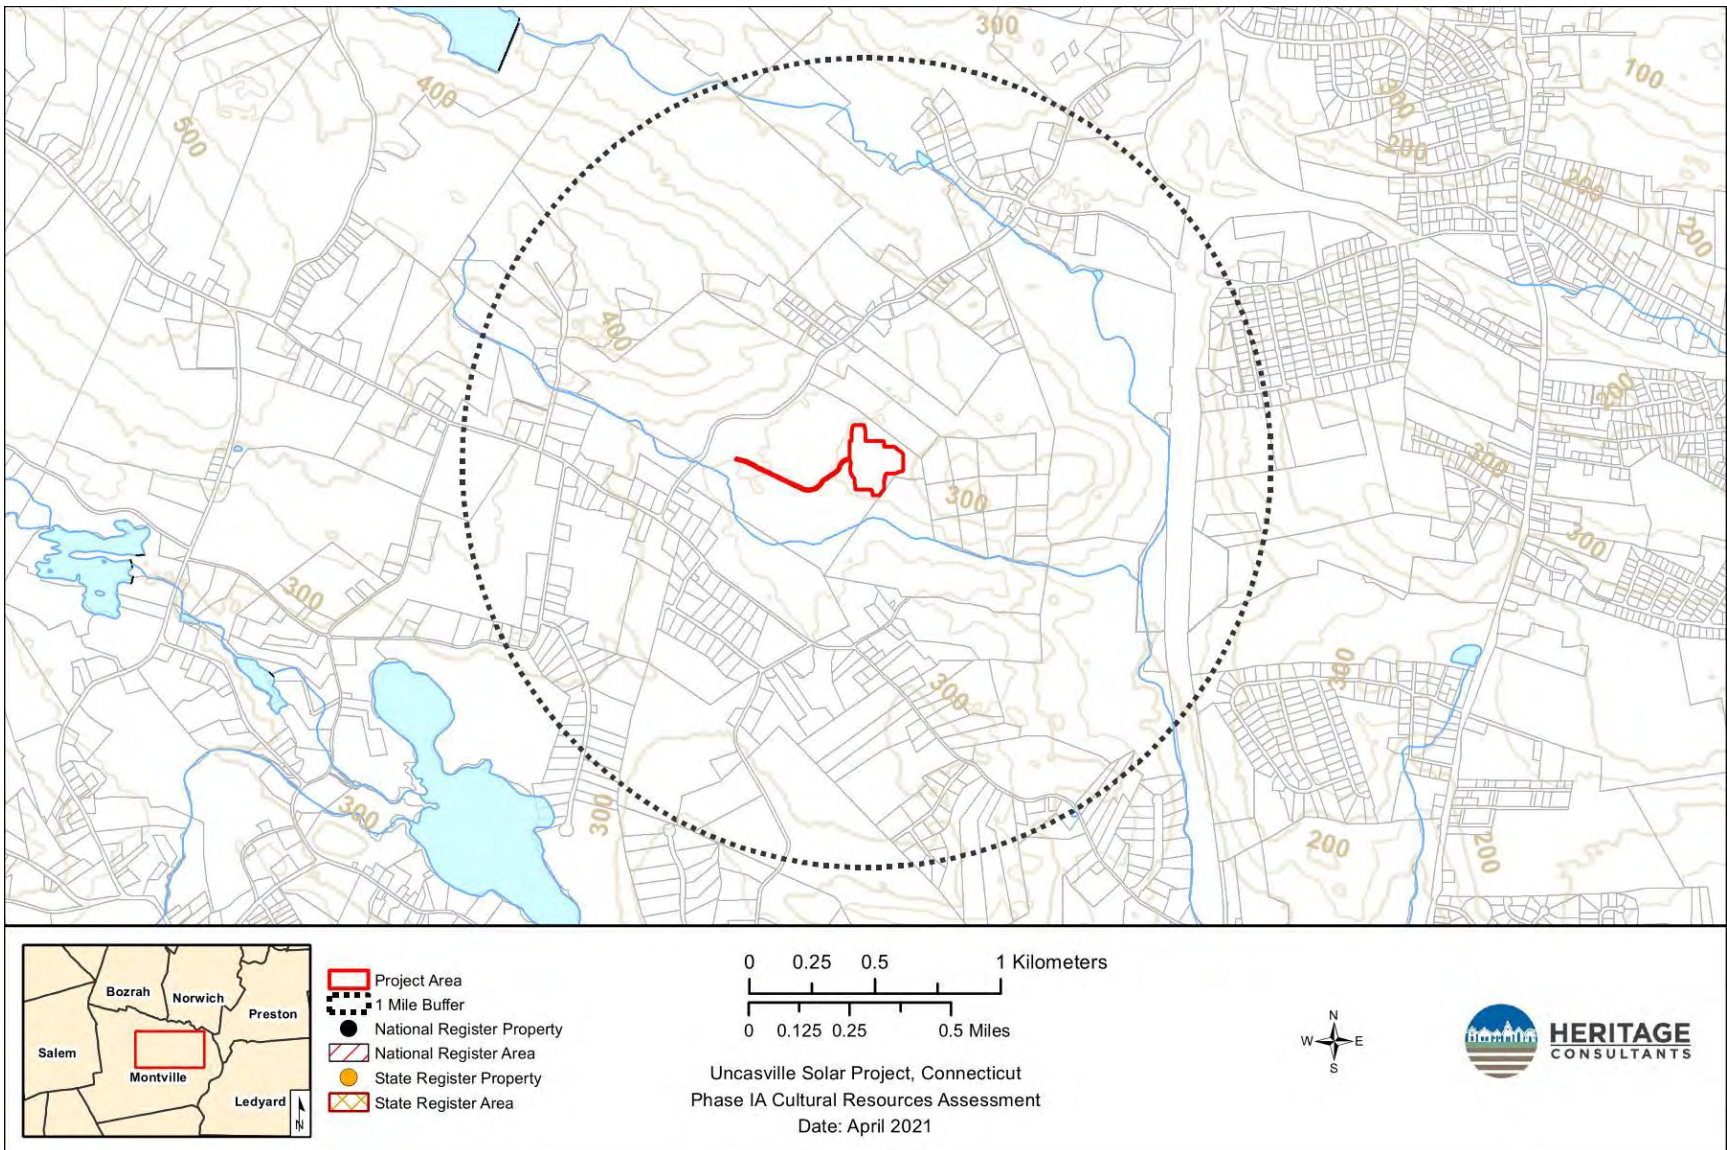 300
400
100
300
500
200
200
200
400
200
300
300
300
300
300
300
300
300
200
200
Bozrah
Norwich
Preston
Salem
Montville
Ledyard
N
Project Area
1 Mile Buffer
National Register Property
National Register Area
State Register Property
State Register Area
0 0.25 0.5 1 Kilometers
0 0.125 0.25 0.5 Miles
Uncasville Solar Project, Connecticut
Phase IA Cultural Resources Assessment
Date: April 2021
N
W E
S
HERITAGE
CONSULTANTS